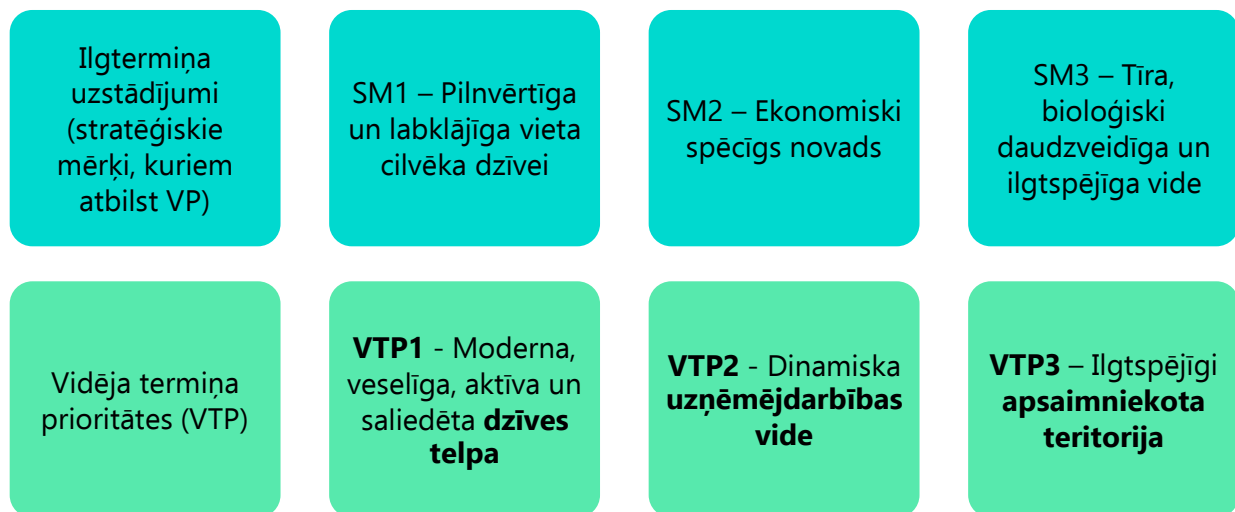 Ilgtermiņa
uzstādījumi
(stratēģiskie
mērķi, kuriem
atbilst VP)
SM1 – Pilnvērtīga
un labklājīga vieta
cilvēka dzīvei
SM2 – Ekonomiski
spēcīgs novads
SM3 – Tīra,
bioloģiski
daudzveidīga un
ilgtspējīga vide
Vidēja termiņa
prioritātes (VTP)
VTP1 - Moderna,
veselīga, aktīva un
saliedēta dzīves
telpa
VTP2 - Dinamiska
uzņēmējdarbības
vide
VTP3 – Ilgtspējīgi
apsaimniekota
teritorija